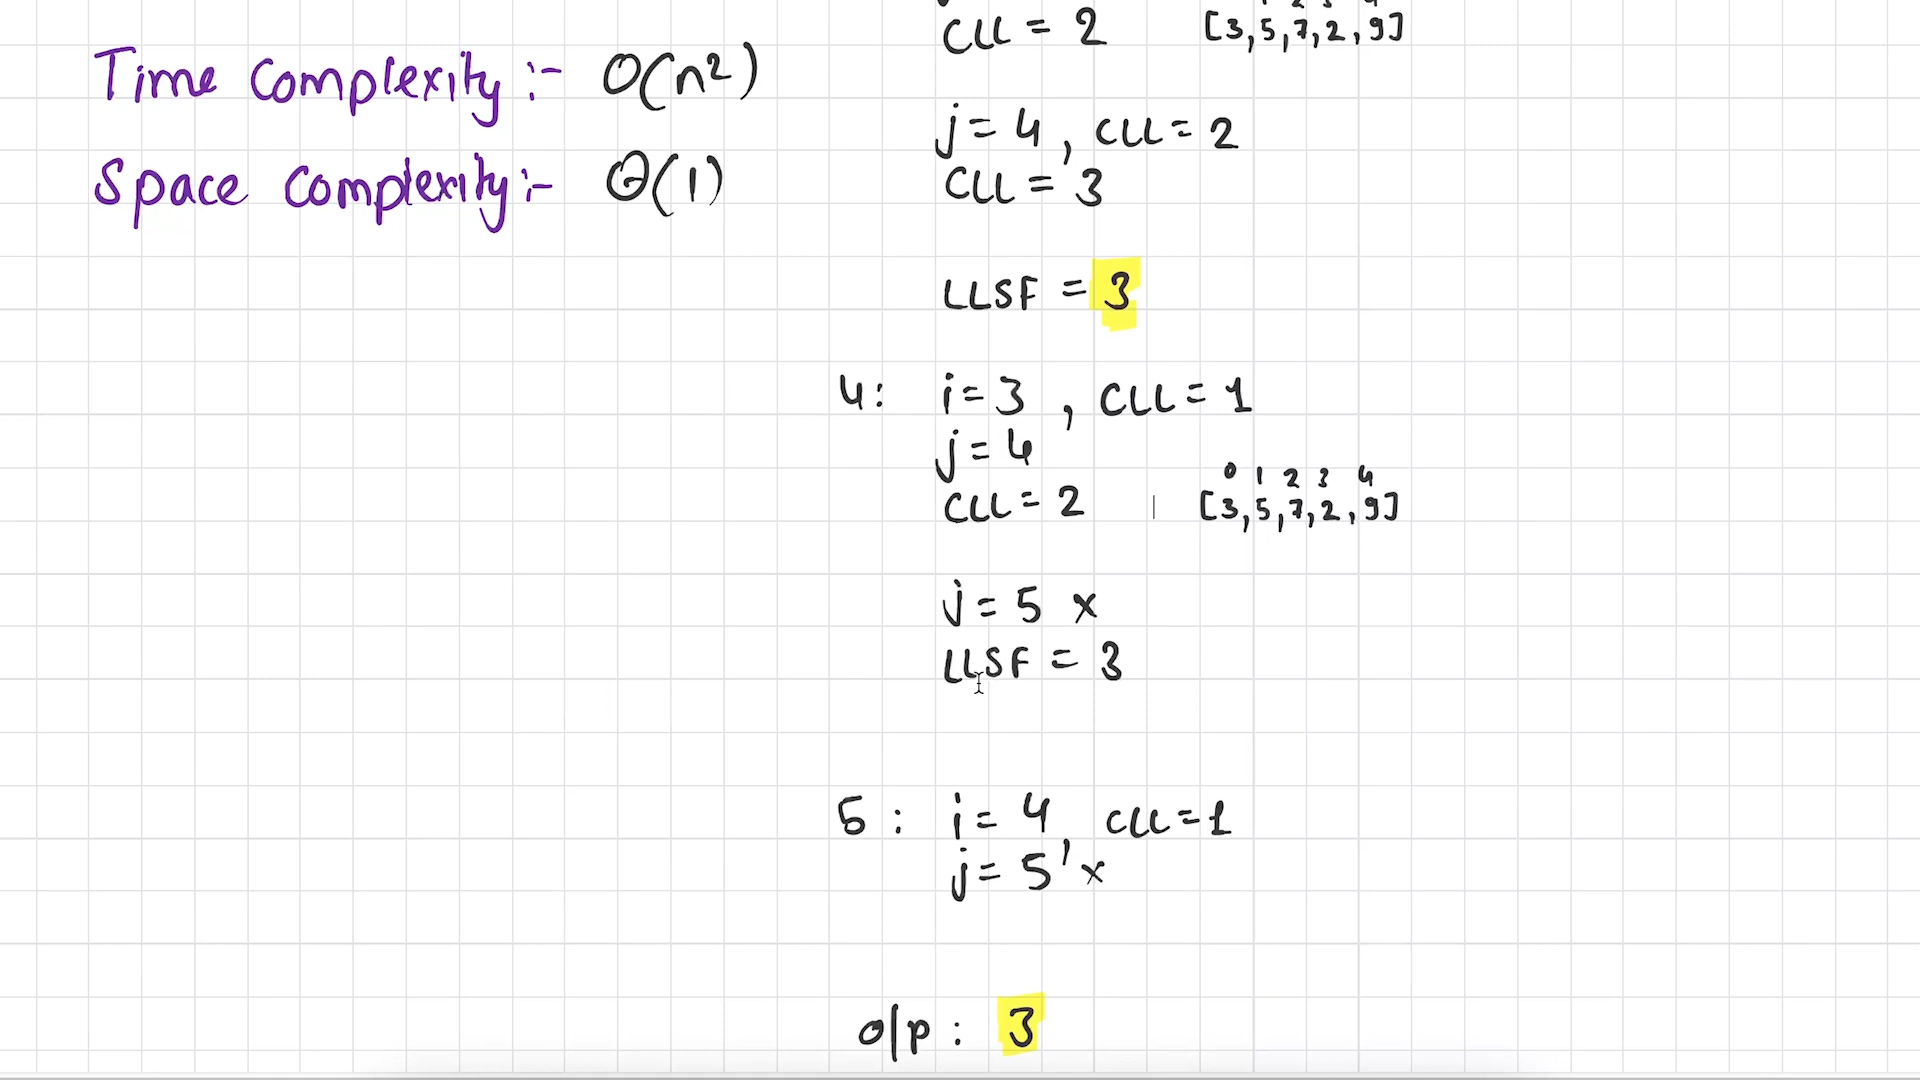 Time Complexity :- O(n2)
Space Complexity :- Θ(1)
CLL = 2 [3,5,7,2,9]
j = 4, CLL = 2
CLL = 3
LLSF = 3
4: i = 3, CLL = 1
j = 4
0 1 2 3 4
CLL = 2 [3,5,7,2,9]
j = 5 x
LLSF = 3
5: i = 4, CLL = 1
j = 5 x
o/p : 3